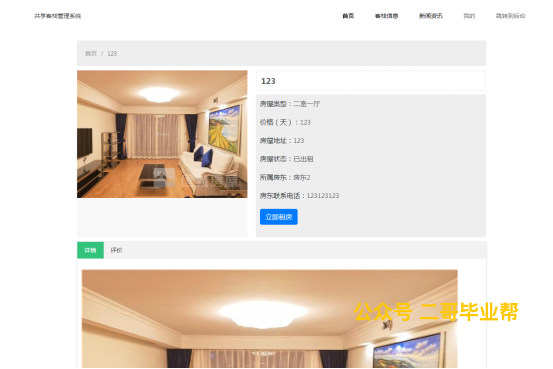 共享客栈管理系统
首页 客栈信息 新闻资讯 我的 跳转到后台
首页 / 123
123
房屋类型：二室一厅
价格（天）：123
房屋地址：123
房屋状态：已出租
所属房东：房东2
房东联系电话：123123123
立即租房
详情 评价
公众号 二哥毕业帮